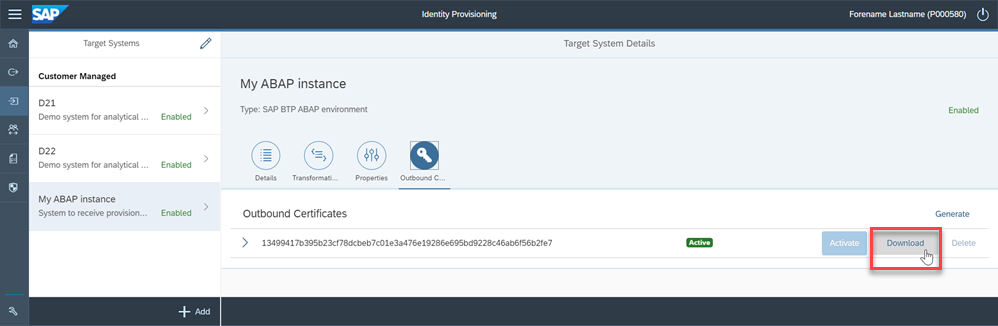 SAP
Identity Provisioning
Forename Lastname (P000580)
Target Systems
Target System Details
Customer Managed
D21
Demo system for analytical ...
Enabled
D22
Demo system for analytical ...
Enabled
My ABAP instance
System to receive provision...
Enabled
Add
My ABAP instance
Type: SAP BTP ABAP environment
Enabled
Details
Transformati...
Properties
Outbound C...
Outbound Certificates
Generate
13499417b395b23cf78dcbeb7c01e3a476e19286e695bd9228c46ab6f56b2fe7
Active
Activate
Download
Delete